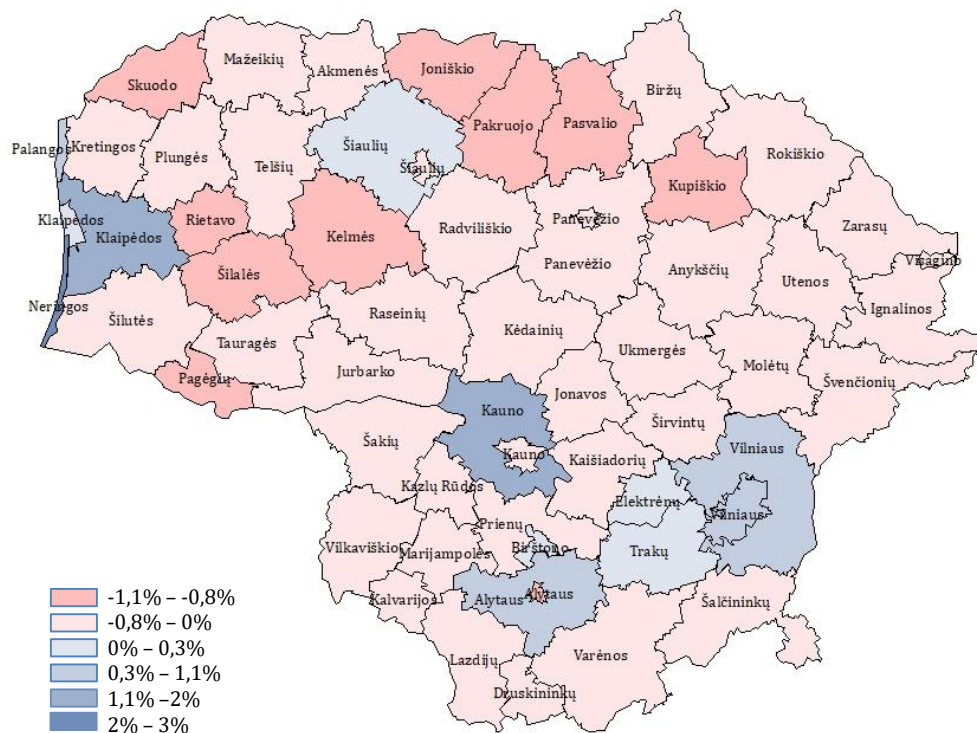 Skuodo
Mažeikių
Akmenės
Joniškio
Biržų
Pakruojo
Pasvalio
Palangos
Kretingos
Plungės
Telšių
Šiaulių
Šiaulių
Rokiškio
Kupiškio
Klaipėdos
Klaipėdos
Rietavo
Kelmės
Radviliškio
Panevėžio
Panevėžio
Zarasų
Visagino
Šilalės
Anykščių
Utenos
Ignalinos
Neringos
Šilutės
Raseinių
Kėdainių
Tauragės
Ukmergės
Molėtų
Švenčionių
Pagėgių
Jurbarko
Jonavos
Kauno
Širvintų
Šakių
Kauno
Kaišiadorių
Vilniaus
Kazlų Rūdos
Elektrėnų
Vilniaus
Prienų
Vilkaviškio
Marijampolės
Birštono
Trakų
Kalvarijos
Alytaus
Alytaus
Šalčininkų
Lazdijų
Varėnos
Druskininkų
-1,1% – -0,8%
-0,8% – 0%
0% – 0,3%
0,3% – 1,1%
1,1% –2%
2% – 3%